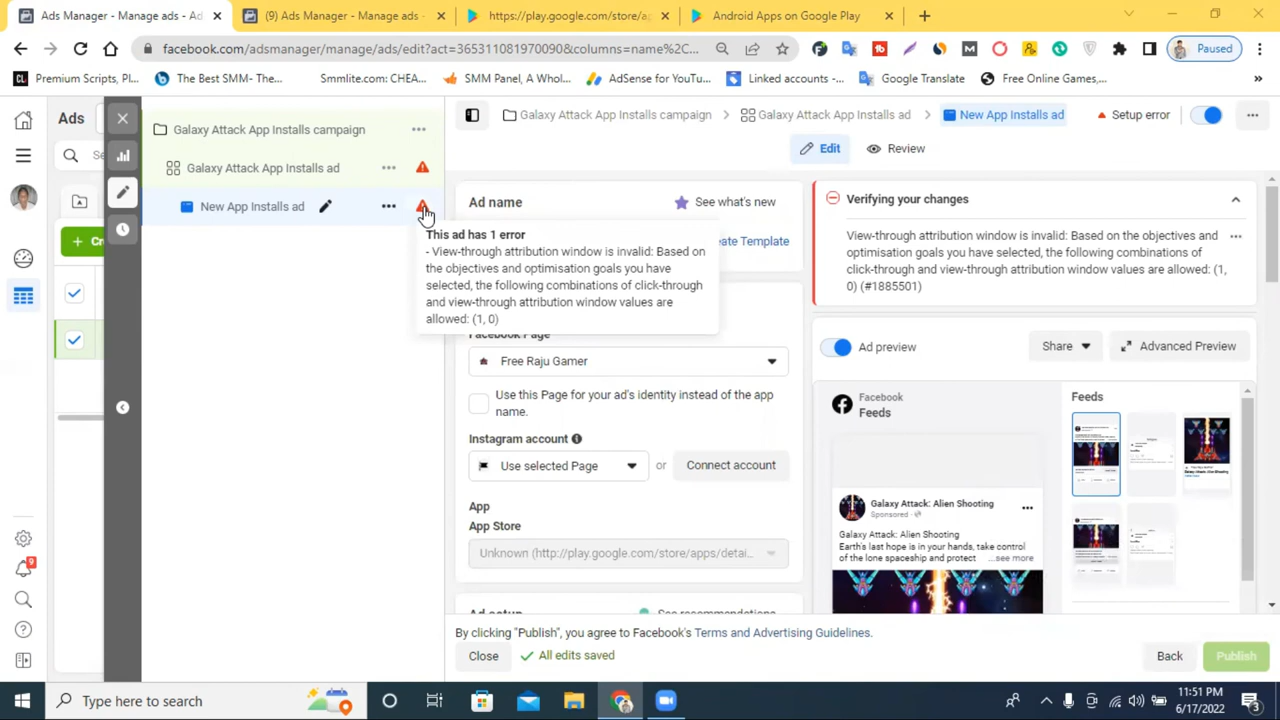 Ads Manager - Manage ads - Ad
(9) Ads Manager - Manage ads -
https://play.google.com/store/ap
Android Apps on Google Play
facebook.com/adsmanager/manage/ads/edit?act=365311081970090&columns=name%2C...
Paused
Premium Scripts, Pl...
The Best SMM- The...
Smmlite.com: CHEA...
SMM Panel, A Whol...
AdSense for YouTu...
Linked accounts -...
Google Translate
Free Online Games,...
Ads
Galaxy Attack App Installs campaign
Galaxy Attack App Installs ad
New App Installs ad
Galaxy Attack App Installs campaign
Galaxy Attack App Installs ad
New App Installs ad
Setup error
Edit
Review
Ad name
See what's new
eate Template
This ad has 1 error
- View-through attribution window is invalid: Based on
the objectives and optimisation goals you have
selected, the following combinations of click-through
and view-through attribution window values are
allowed: (1, 0)
Facebook Page
Free Raju Gamer
Use this Page for your ad's identity instead of the app
name.
Instagram account
Use selected Page
or
Connect account
App
App Store
Unknown (http://play.google.com/store/apps/detai...
Ad setup
See recommendations
Verifying your changes
View-through attribution window is invalid: Based on the objectives and
optimisation goals you have selected, the following combinations of
click-through and view-through attribution window values are allowed: (1,
0) (#1885501)
Ad preview
Share
Advanced Preview
Facebook
Feeds
Feeds
Galaxy Attack: Alien Shooting
Sponsored
Galaxy Attack: Alien Shooting
Earth's last hope is in your hands, take control
of the lone spaceship and protect ...see more
By clicking "Publish", you agree to Facebook's Terms and Advertising Guidelines.
Close
All edits saved
Back
Publish
Type here to search
11:51 PM
6/17/2022